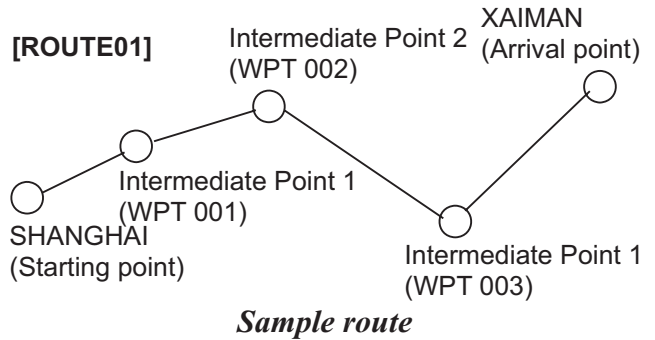 [ROUTE01]
Intermediate Point 2
(WPT 002)
XAIMAN
(Arrival point)
Intermediate Point 1
(WPT 001)
SHANGHAI
(Starting point)
Intermediate Point 1
(WPT 003)
Sample route